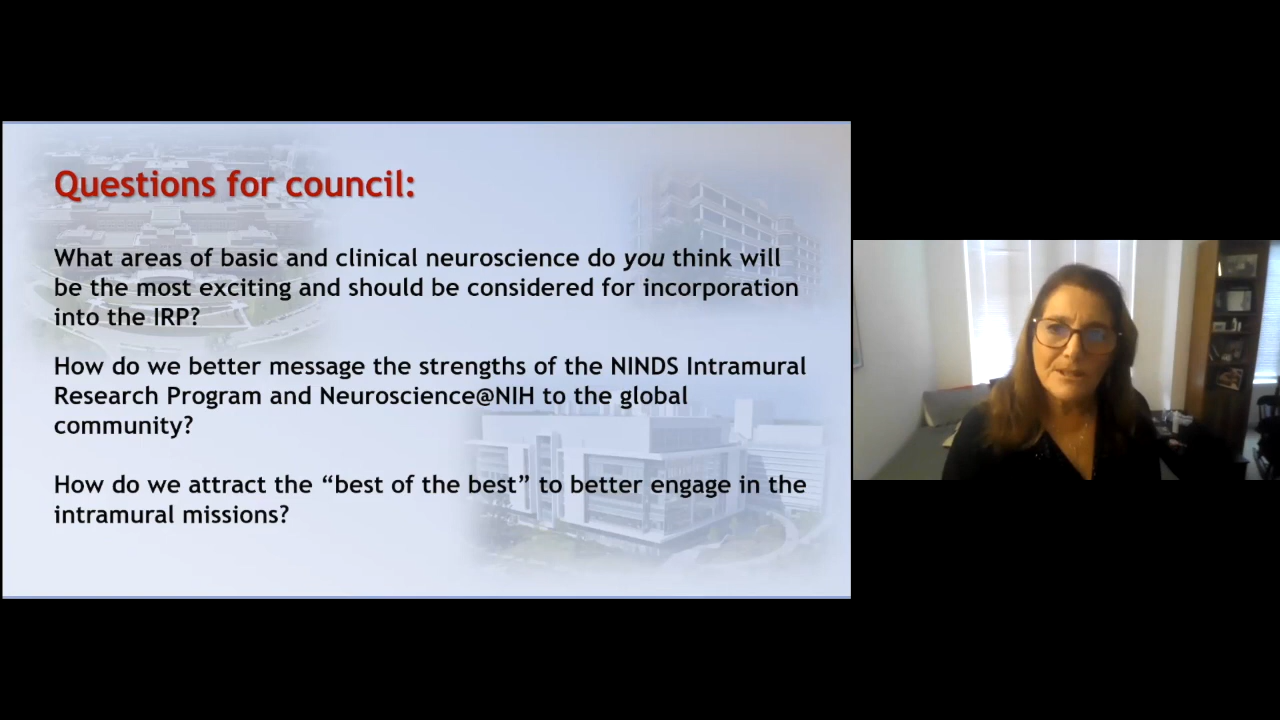 Questions for council:
What areas of basic and clinical neuroscience do you think will
be the most exciting and should be considered for incorporation
into the IRP?
How do we better message the strengths of the NINDS Intramural
Research Program and Neuroscience@NIH to the global
community?
How do we attract the “best of the best” to better engage in the
intramural missions?